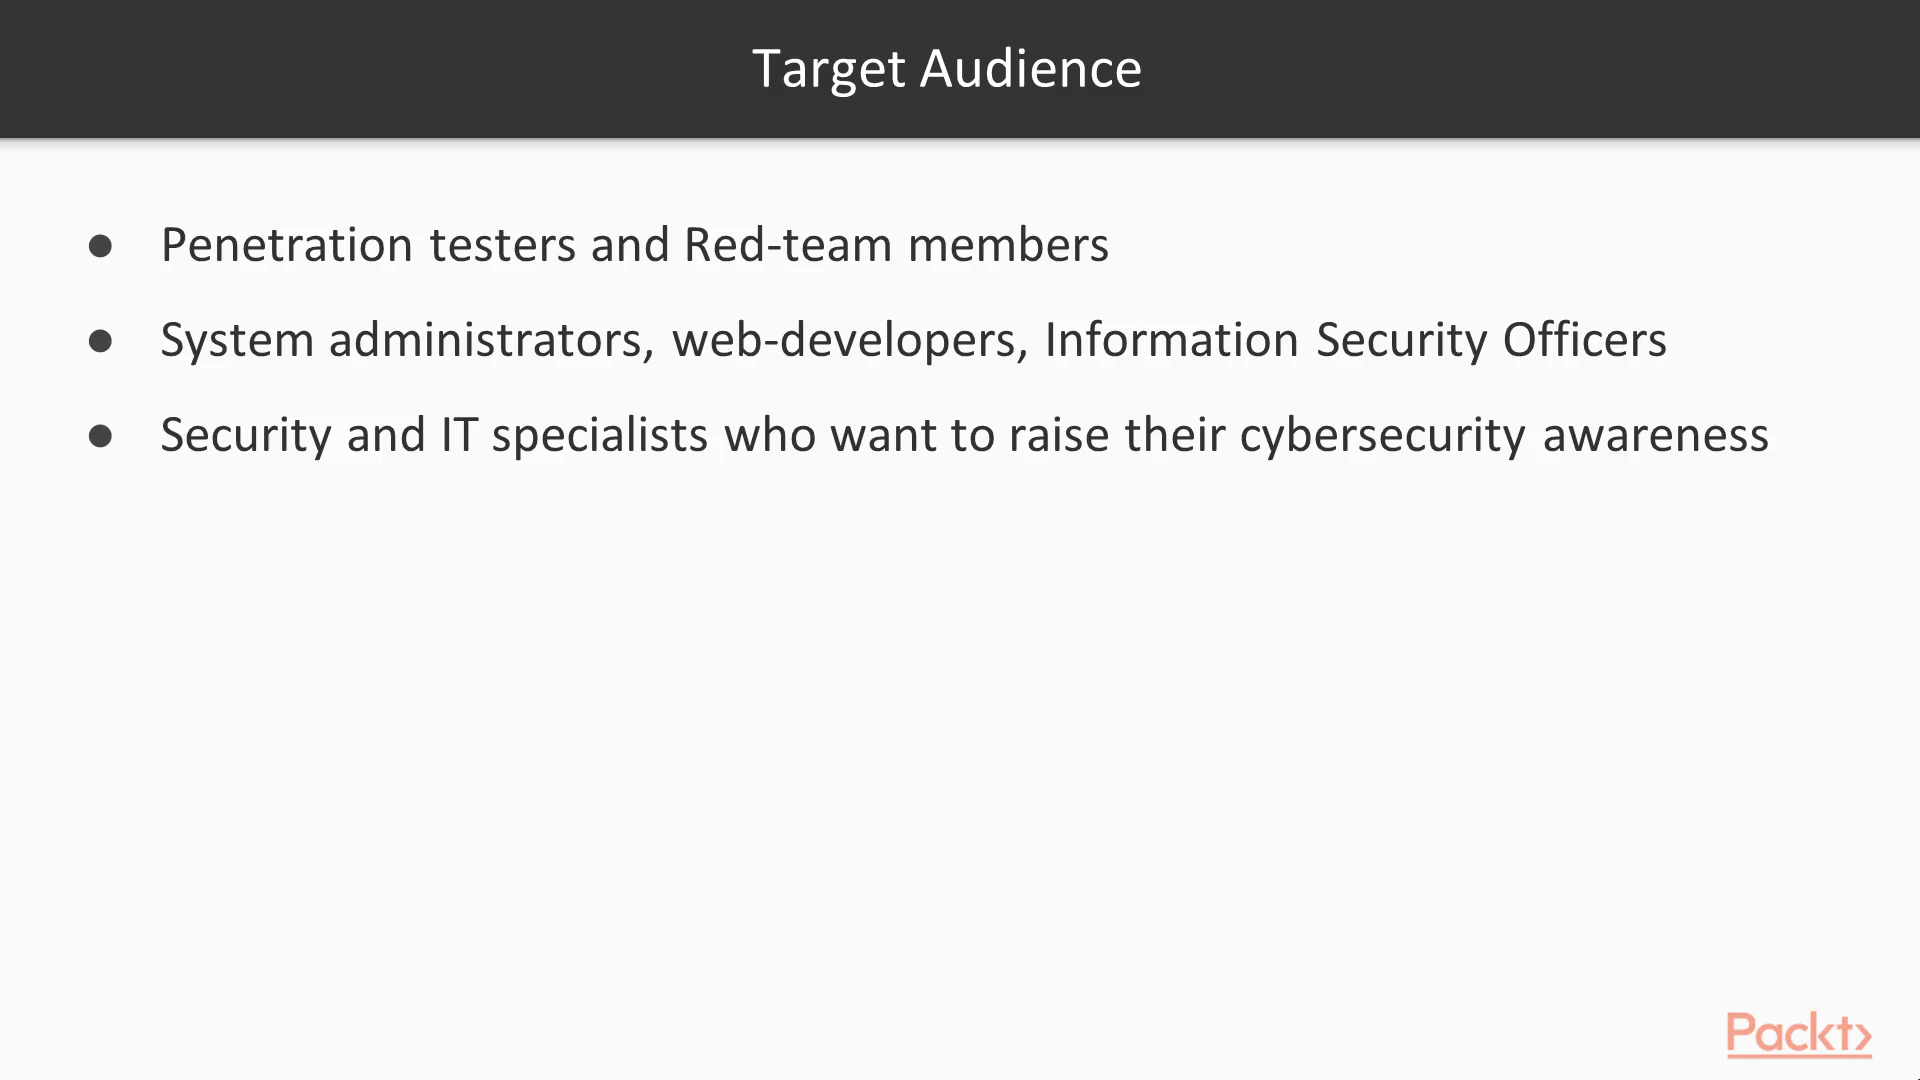 Target Audience
● Penetration testers and Red-team members
● System administrators, web-developers, Information Security Officers
● Security and IT specialists who want to raise their cybersecurity awareness
Packt>